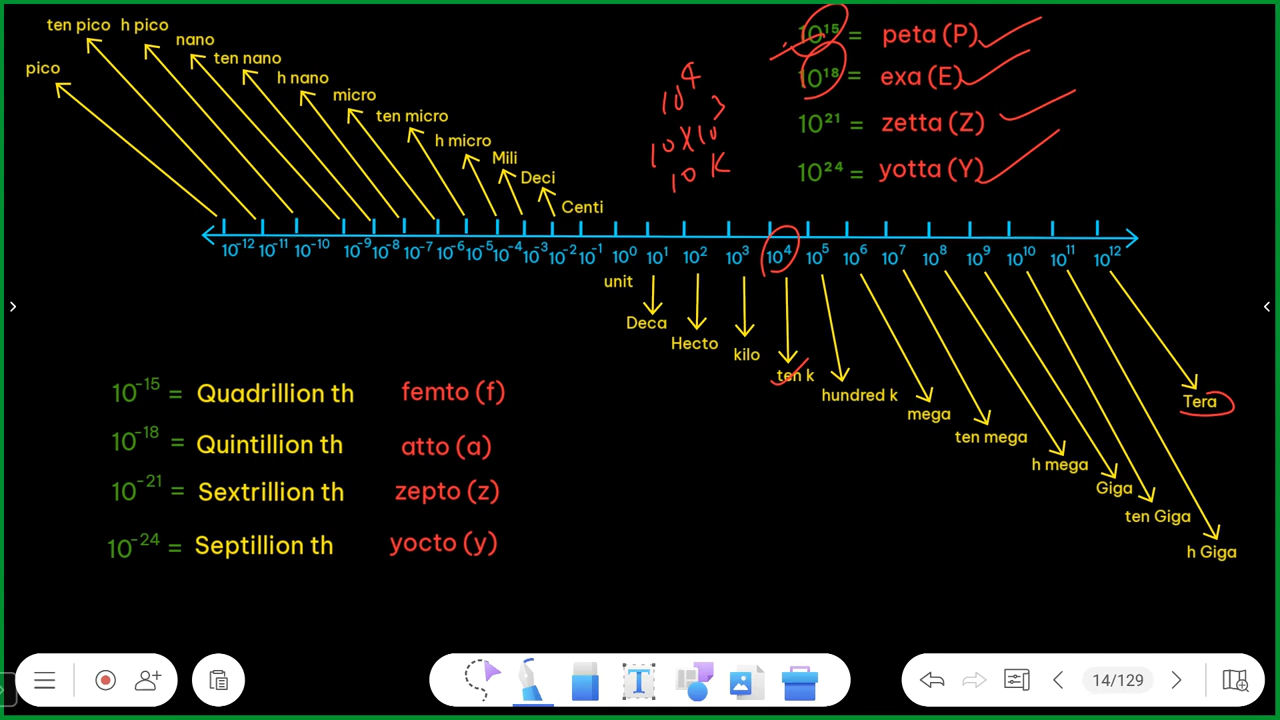 ten pico h pico
nano
ten nano
pico
h nano
micro
ten micro
h micro
Mili
Deci
Centi
10¹⁵ = peta (P)
10¹⁸ = exa (E)
10²¹ = zetta (Z)
10²⁴ = yotta (Y)
10⁴
10X10³
10 K
10⁻¹² 10⁻¹¹ 10⁻¹⁰ 10⁻⁹ 10⁻⁸ 10⁻⁷ 10⁻⁶ 10⁻⁵ 10⁻⁴ 10⁻³ 10⁻² 10⁻¹ 10⁰ 10¹ 10² 10³ 10⁴ 10⁵ 10⁶ 10⁷ 10⁸ 10⁹ 10¹⁰ 10¹¹ 10¹²
unit
Deca
Hecto
kilo
ten k
hundred k
mega
ten mega
h mega
Giga
ten Giga
h Giga
Tera
10⁻¹⁵ = Quadrillion th femto (f)
10⁻¹⁸ = Quintillion th atto (a)
10⁻²¹ = Sextrillion th zepto (z)
10⁻²⁴ = Septillion th yocto (y)
T
14/129